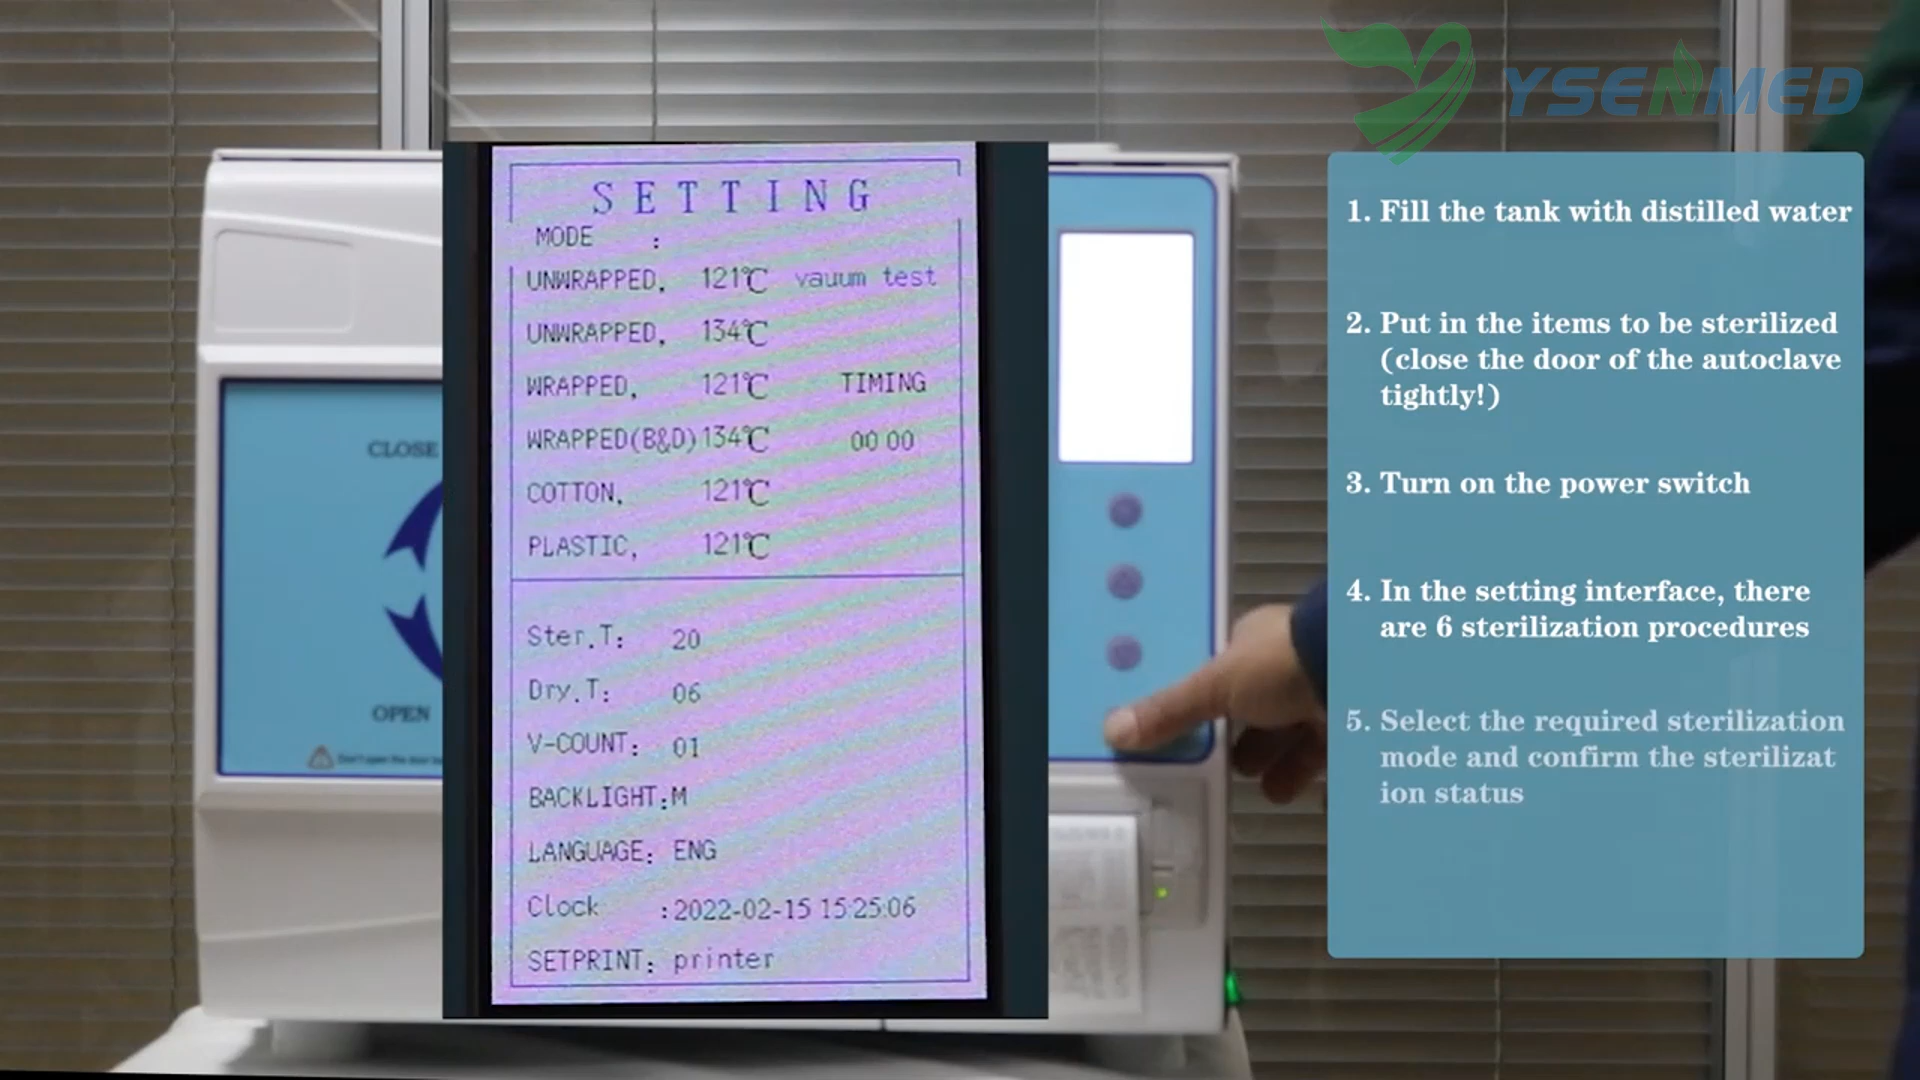 YSENMED
SETTING
MODE :
UNWRAPPED, 121℃ vauum test
UNWRAPPED, 134℃
WRAPPED, 121℃ TIMING
WRAPPED(B&D) 134℃ 00 00
COTTON, 121℃
PLASTIC, 121℃
Ster.T: 20
Dry.T: 06
V-COUNT: 01
BACKLIGHT:M
LANGUAGE: ENG
Clock :2022-02-15 15:25:06
SETPRINT: printer
CLOSE
OPEN
Don't open the door
1. Fill the tank with distilled water
2. Put in the items to be sterilized
(close the door of the autoclave
tightly!)
3. Turn on the power switch
4. In the setting interface, there
are 6 sterilization procedures
5. Select the required sterilization
mode and confirm the sterilizat
ion status